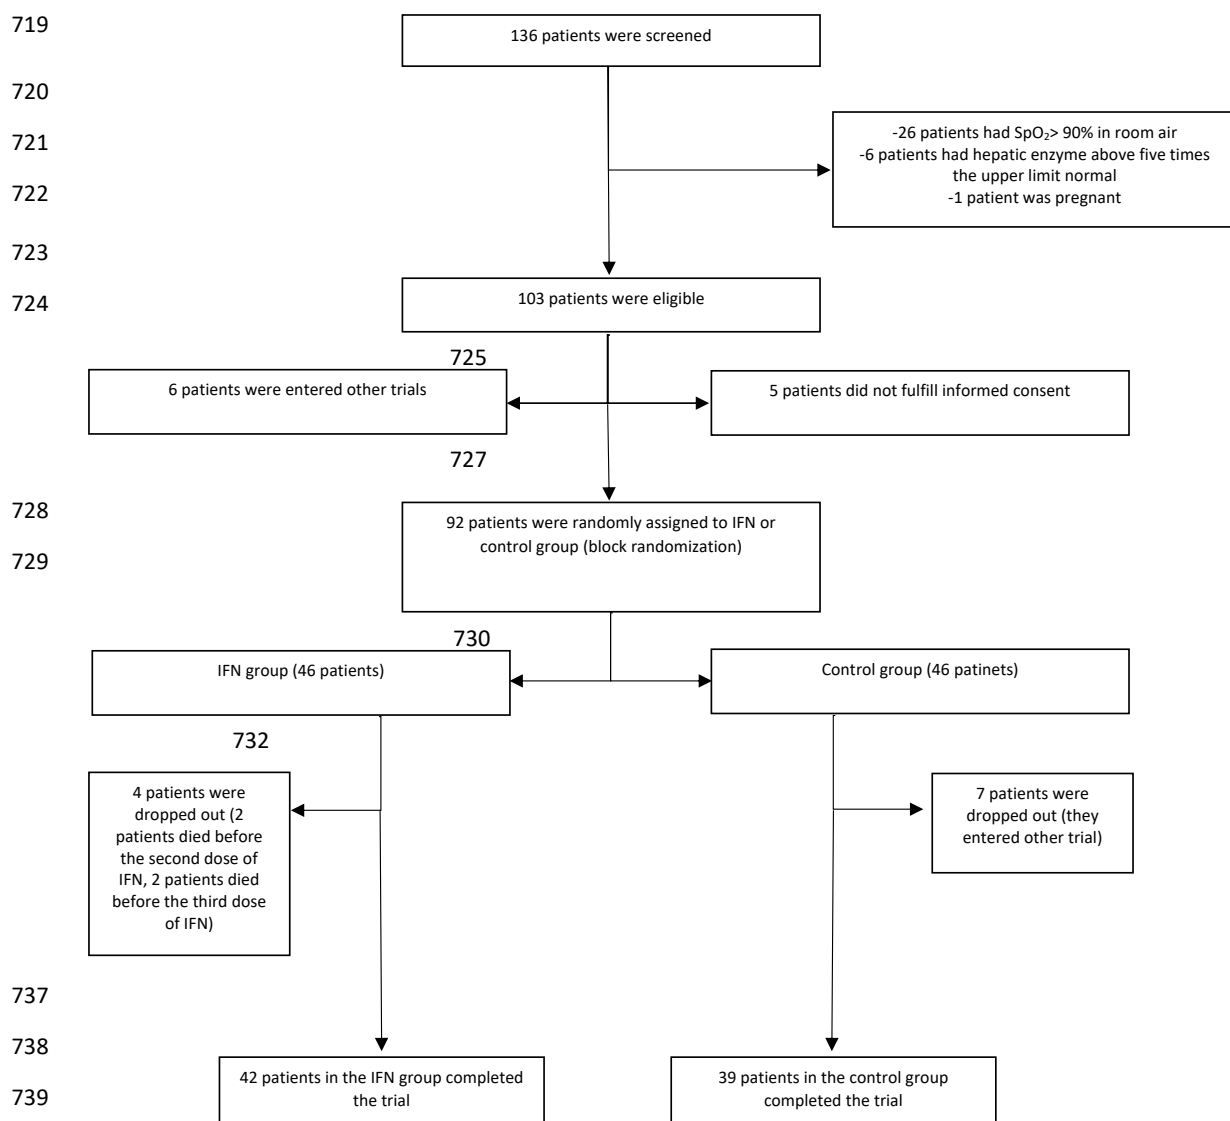 719
136 patients were screened
720
721
-26 patients had SpO₂> 90% in room air
-6 patients had hepatic enzyme above five times
the upper limit normal
722
-1 patient was pregnant
723
724
103 patients were eligible
725
6 patients were entered other trials
5 patients did not fulfill informed consent
727
728
92 patients were randomly assigned to IFN or
control group (block randomization)
729
730
IFN group (46 patients)
Control group (46 patinets)
732
4 patients were
dropped out (2
patients died before
the second dose of
IFN, 2 patients died
before the third dose
of IFN)
7 patients were
dropped out (they
entered other trial)
737
738
42 patients in the IFN group completed
the trial
39 patients in the control group
completed the trial
739